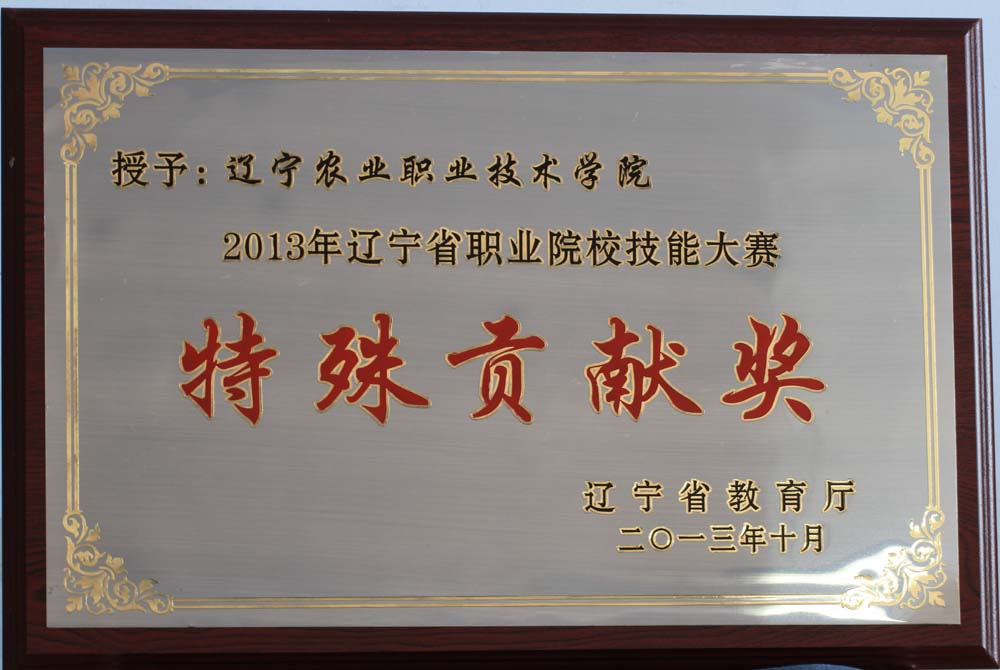 授予：辽宁农业职业技术学院
2013年辽宁省职业院校技能大赛
特殊贡献奖
辽宁省教育厅
二〇一三年十月